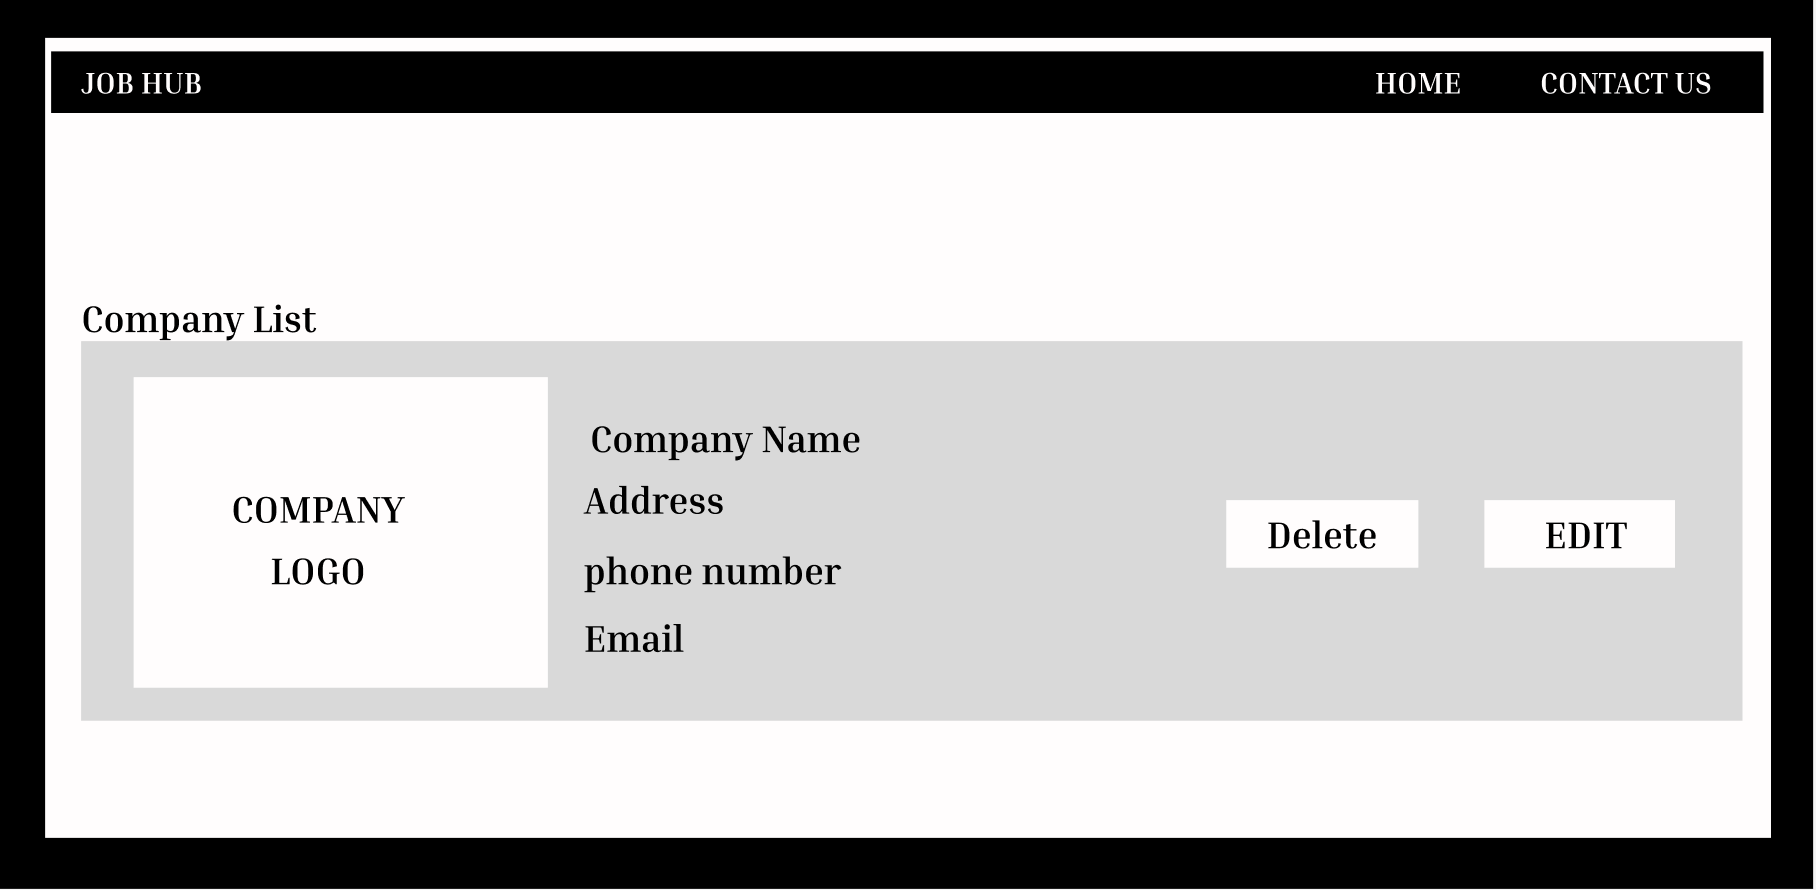 JOB HUB HOME CONTACT US
Company List
COMPANY
LOGO
Company Name
Address
phone number
Email
Delete
EDIT